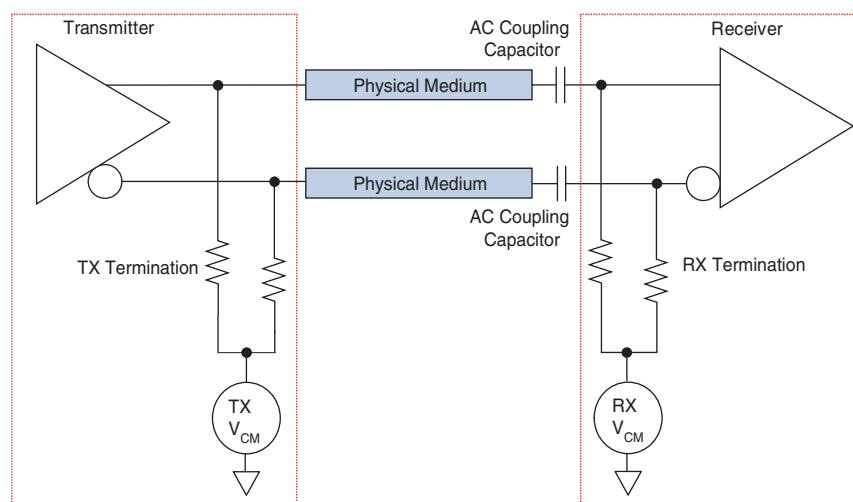 Transmitter
AC Coupling
Capacitor
Receiver
Physical Medium
Physical Medium
AC Coupling
Capacitor
TX Termination
RX Termination
TX
VCM
RX
VCM